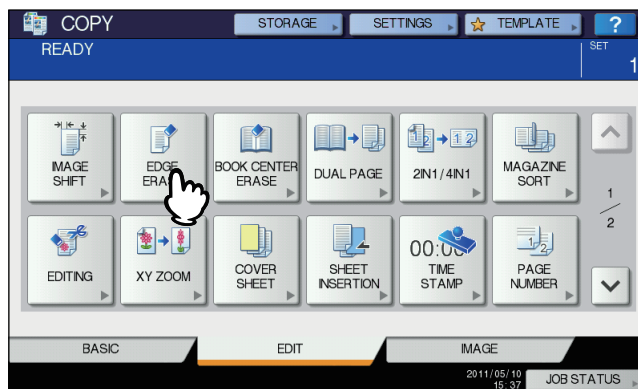 COPY
STORAGE
SETTINGS
TEMPLATE
?
READY
SET
1
IMAGE
SHIFT
EDGE
ERAS
BOOK CENTER
ERASE
DUAL PAGE
2IN1/4IN1
MAGAZINE
SORT
1
2
EDITING
XY ZOOM
COVER
SHEET
SHEET
INSERTION
00:00
TIME
STAMP
PAGE
NUMBER
BASIC
EDIT
IMAGE
2011/05/10
15:37
JOB STATUS